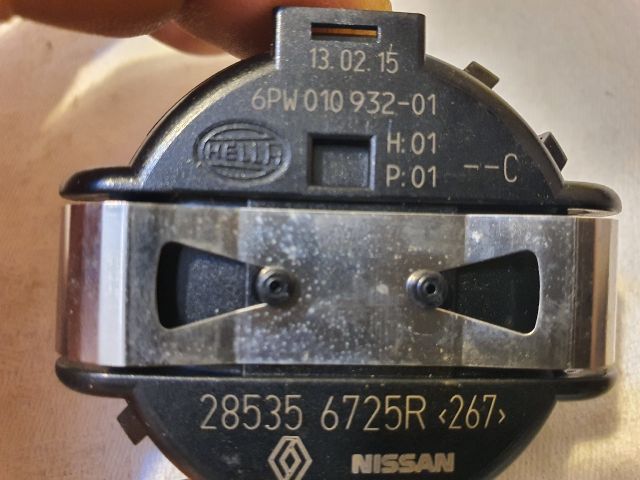 13.02.15
6PW 010 932-01
HELLA
H:01
P:01 --C
28535 6725R <267>
NISSAN